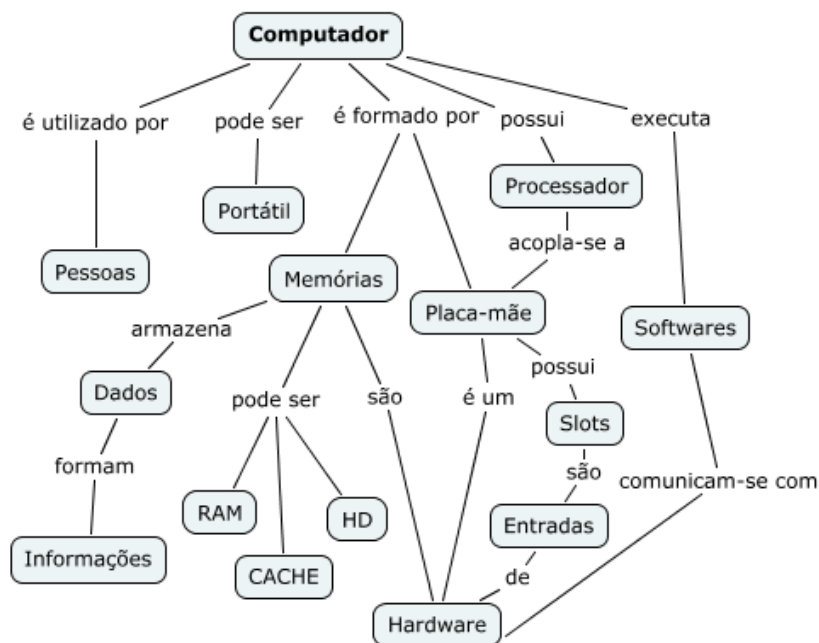 Computador
é utilizado por
pode ser
é formado por
possui
executa
Processador
Portátil
acopla-se a
Pessoas
Memórias
Placa-mãe
Softwares
armazena
possui
Dados
pode ser
são
é um
Slots
formam
são
comunicam-se com
RAM
HD
Entradas
Informações
CACHE
de
Hardware